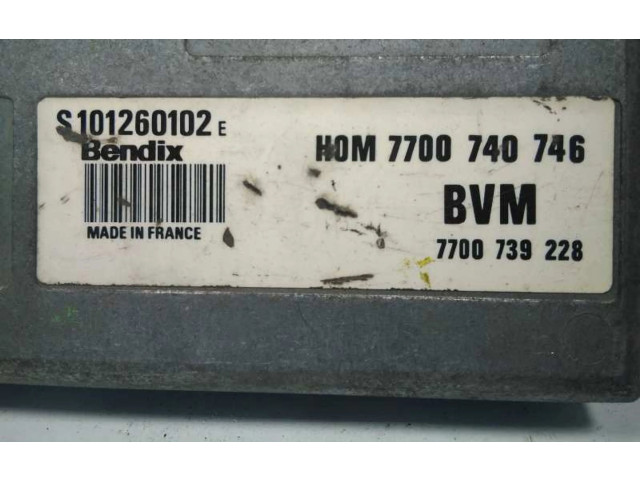 S101260102 E
Bendix
MADE IN FRANCE
HOM 7700 740 746
BVM
7700 739 228